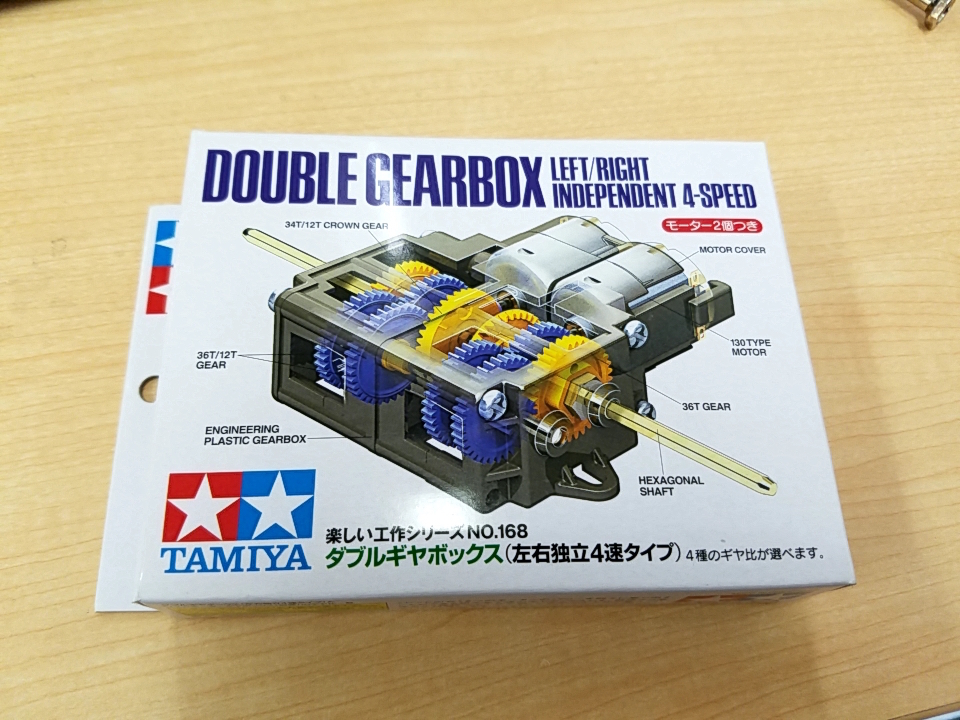 DOUBLE GEARBOX LEFT/RIGHT
INDEPENDENT 4-SPEED
モーター2個つき
34T/12T CROWN GEAR
MOTOR COVER
130 TYPE
MOTOR
36T/12T
GEAR
36T GEAR
ENGINEERING
PLASTIC GEARBOX
HEXAGONAL
SHAFT
TAMIYA
楽しい工作シリーズ NO.168
ダブルギヤボックス(左右独立4速タイプ) 4種のギヤ比が選べます。